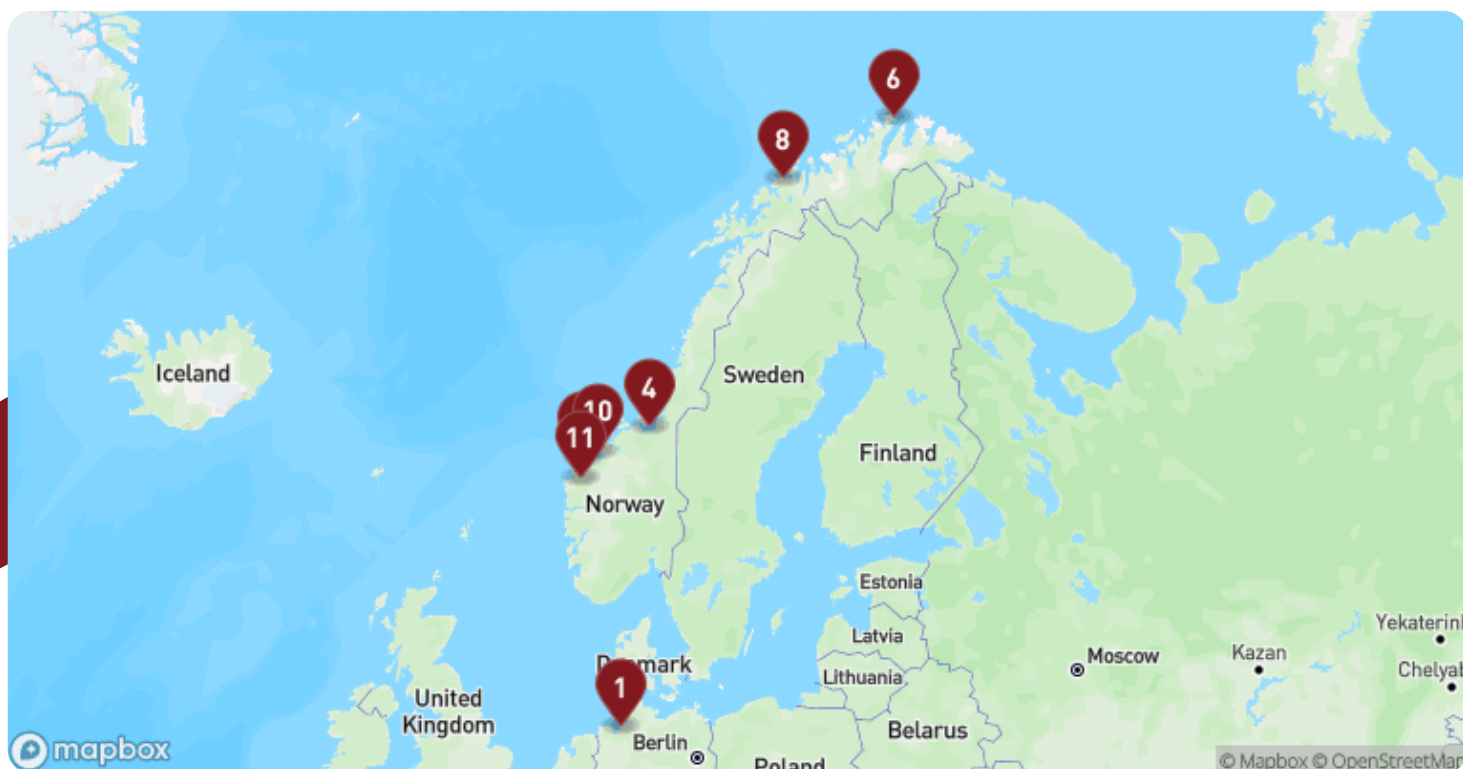 6
8
Iceland
Sweden
4
10
11
Finland
Norway
Estonia
Latvia
Yekaterin
Moscow
Kazan
Denmark
Lithuania
Chelyab
1
United
Kingdom
Belarus
Berlin
Poland
mapbox
© Mapbox © OpenStreetMap